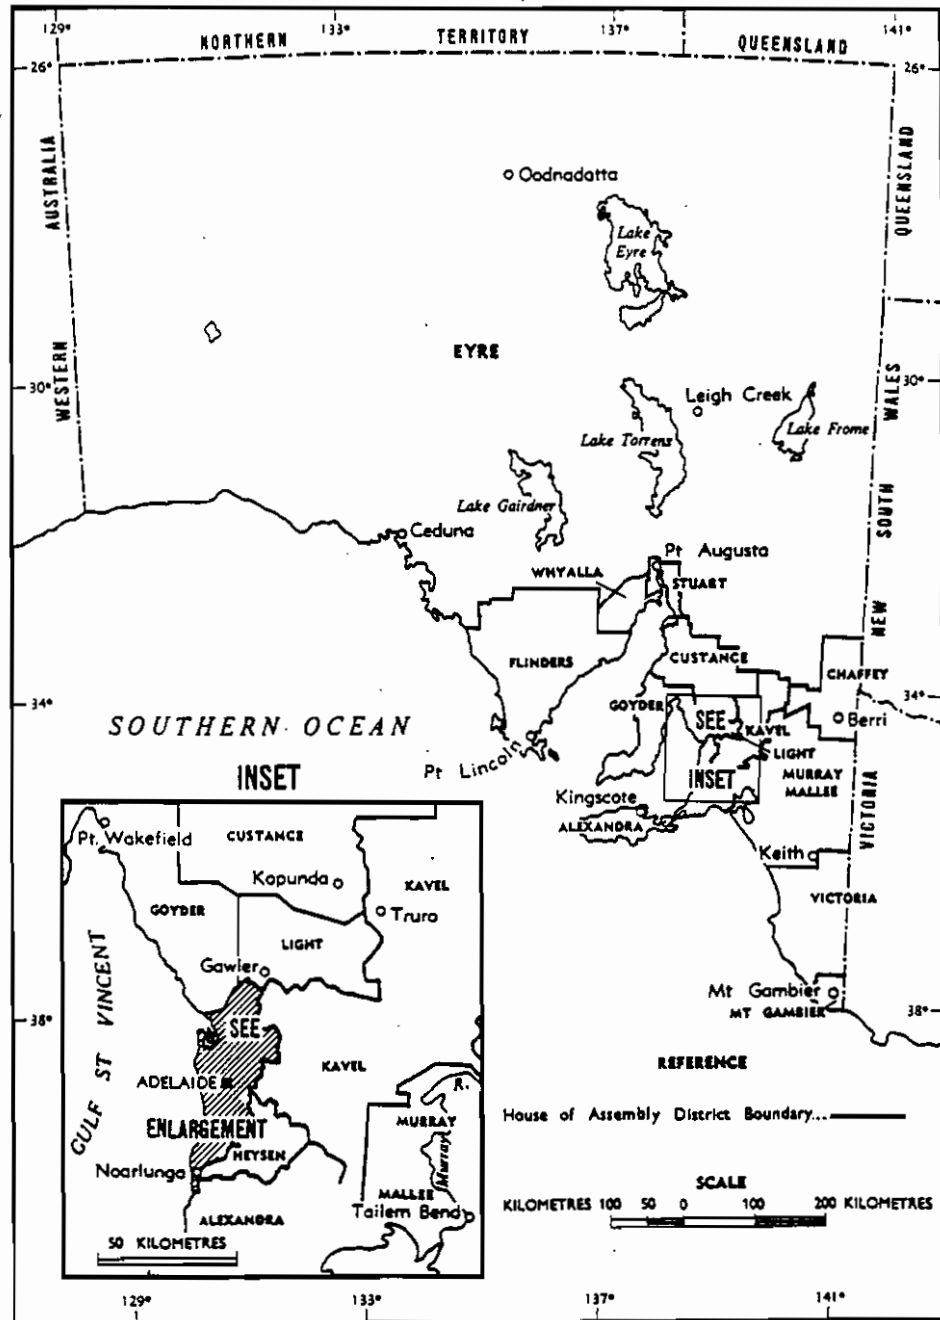 129°
133°
137°
141°
NORTHERN TERRITORY QUEENSLAND
26°
26°
AUSTRALIA
QUEENSLAND
Oodnadatta
Lake
Eyre
EYRE
WESTERN
30°
30°
Leigh Creek
WALES
Lake Torrens
Lake Frome
Lake Gairdner
SOUTH
Ceduna
Pt Augusta
WHYALLA
STUART
NEW
FLINDERS
CUSTANCE
CHAFFEY
34°
34°
GOYDER
SEE
KAVEL
Berri
SOUTHERN OCEAN
LIGHT
Pt Lincoln
INSET
INSET
MURRAY
MALLEE
VICTORIA
Kingscote
ALEXANDRA
Keith
VICTORIA
Mt Gambier
MT GAMBIER
38°
38°
Pt. Wakefield
CUSTANCE
Kapunda
KAVEL
GOYDER
Truro
LIGHT
GULF ST VINCENT
Gawler
SEE
KAVEL
ADELAIDE
R.
ENLARGEMENT
MURRAY
HEYSEN
Murray
Noarlunga
MALLEE
ALEXANDRA
Tailem Bend
50 KILOMETRES
REFERENCE
House of Assembly District Boundary...
SCALE
KILOMETRES 100 50 0 100 200 KILOMETRES
129°
133°
137°
141°